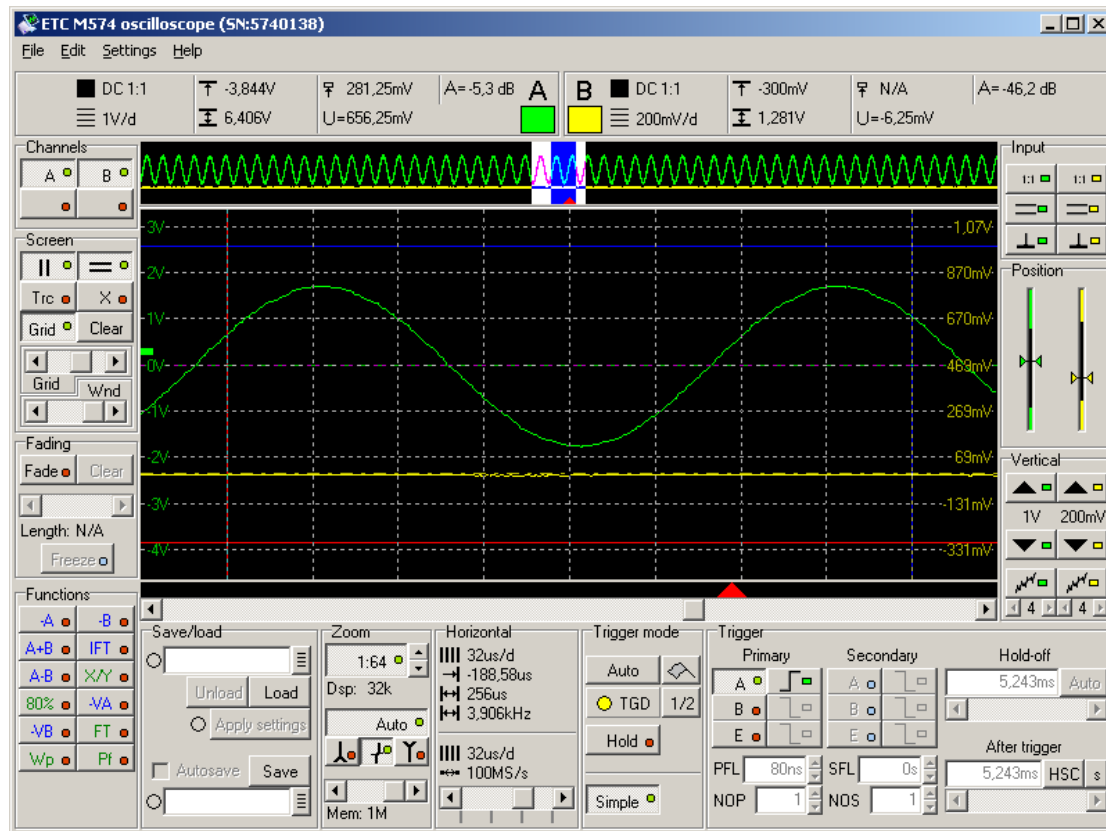 ETC M574 oscilloscope (SN:5740138)
File Edit Settings Help
DC 1:1 -3,844V 281,25mV A=-5,3 dB A B DC 1:1 -300mV N/A A=-46,2 dB
1V/d 6,406V U=656,25mV 200mV/d 1,281V U=-6,25mV
Channels
A B
Screen
Trc X
Grid Clear
Grid Wnd
Fading
Fade Clear
Length: N/A
Freeze
3V 1,07V
2V 870mV
1V 670mV
0V 469mV
-1V 269mV
-2V 69mV
-3V -131mV
-4V -331mV
Input
1:1 1:1
Position
Vertical
1V 200mV
4 4
Functions
-A -B
A+B IFT
A-B X/Y
80% -VA
-VB FT
Wp Pf
Save/load
Unload Load
Apply settings
Autosave Save
Zoom
1:64
Dsp: 32k
Auto
Mem: 1M
Horizontal
32us/d
-188,58us
256us
3,906kHz
32us/d
100MS/s
Trigger mode
Auto
TGD 1/2
Hold
Simple
Trigger
Primary Secondary Hold-off
A A 5,243ms Auto
B B
E E After trigger
PFL 80ns SFL 0s 5,243ms HSC s
NOP 1 NOS 1